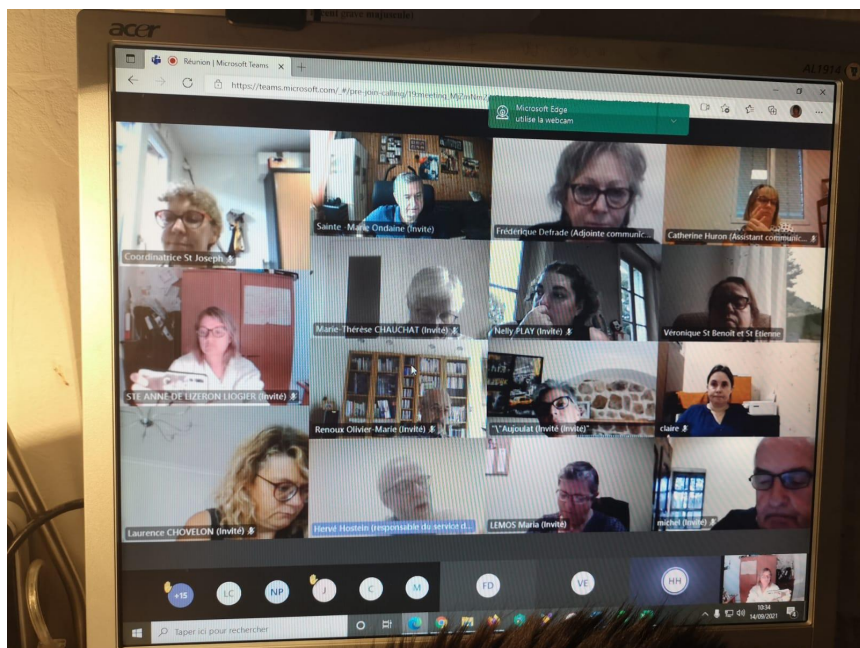 acer
AL1914
Réunion | Microsoft Teams
https://teams.microsoft.com/_#/pre-join-calling/19:meeting_
Microsoft Edge
utilise la webcam
Coordinatrice St Joseph
Sainte -Marie Ondaine (Invité)
Frédérique Defrade (Adjointe communic...
Catherine Huron (Assistant communic...
STE ANNE DE LIZERON LIOGIER (Invité)
Marie-Thérèse CHAUCHAT (Invité)
Nelly PLAY (Invité)
Véronique St Benoit et St Etienne
Renoux Olivier-Marie (Invité)
"\"Aujoulat (Invité (Invité)"
claire
Laurence CHOVELON (Invité)
Hervé Hostein (responsable du service d...
LEMOS Maria (Invité)
michel (Invité)
+15
LC
NP
J
C
M
FD
VE
HH
Taper ici pour rechercher
10:34
14/09/2021